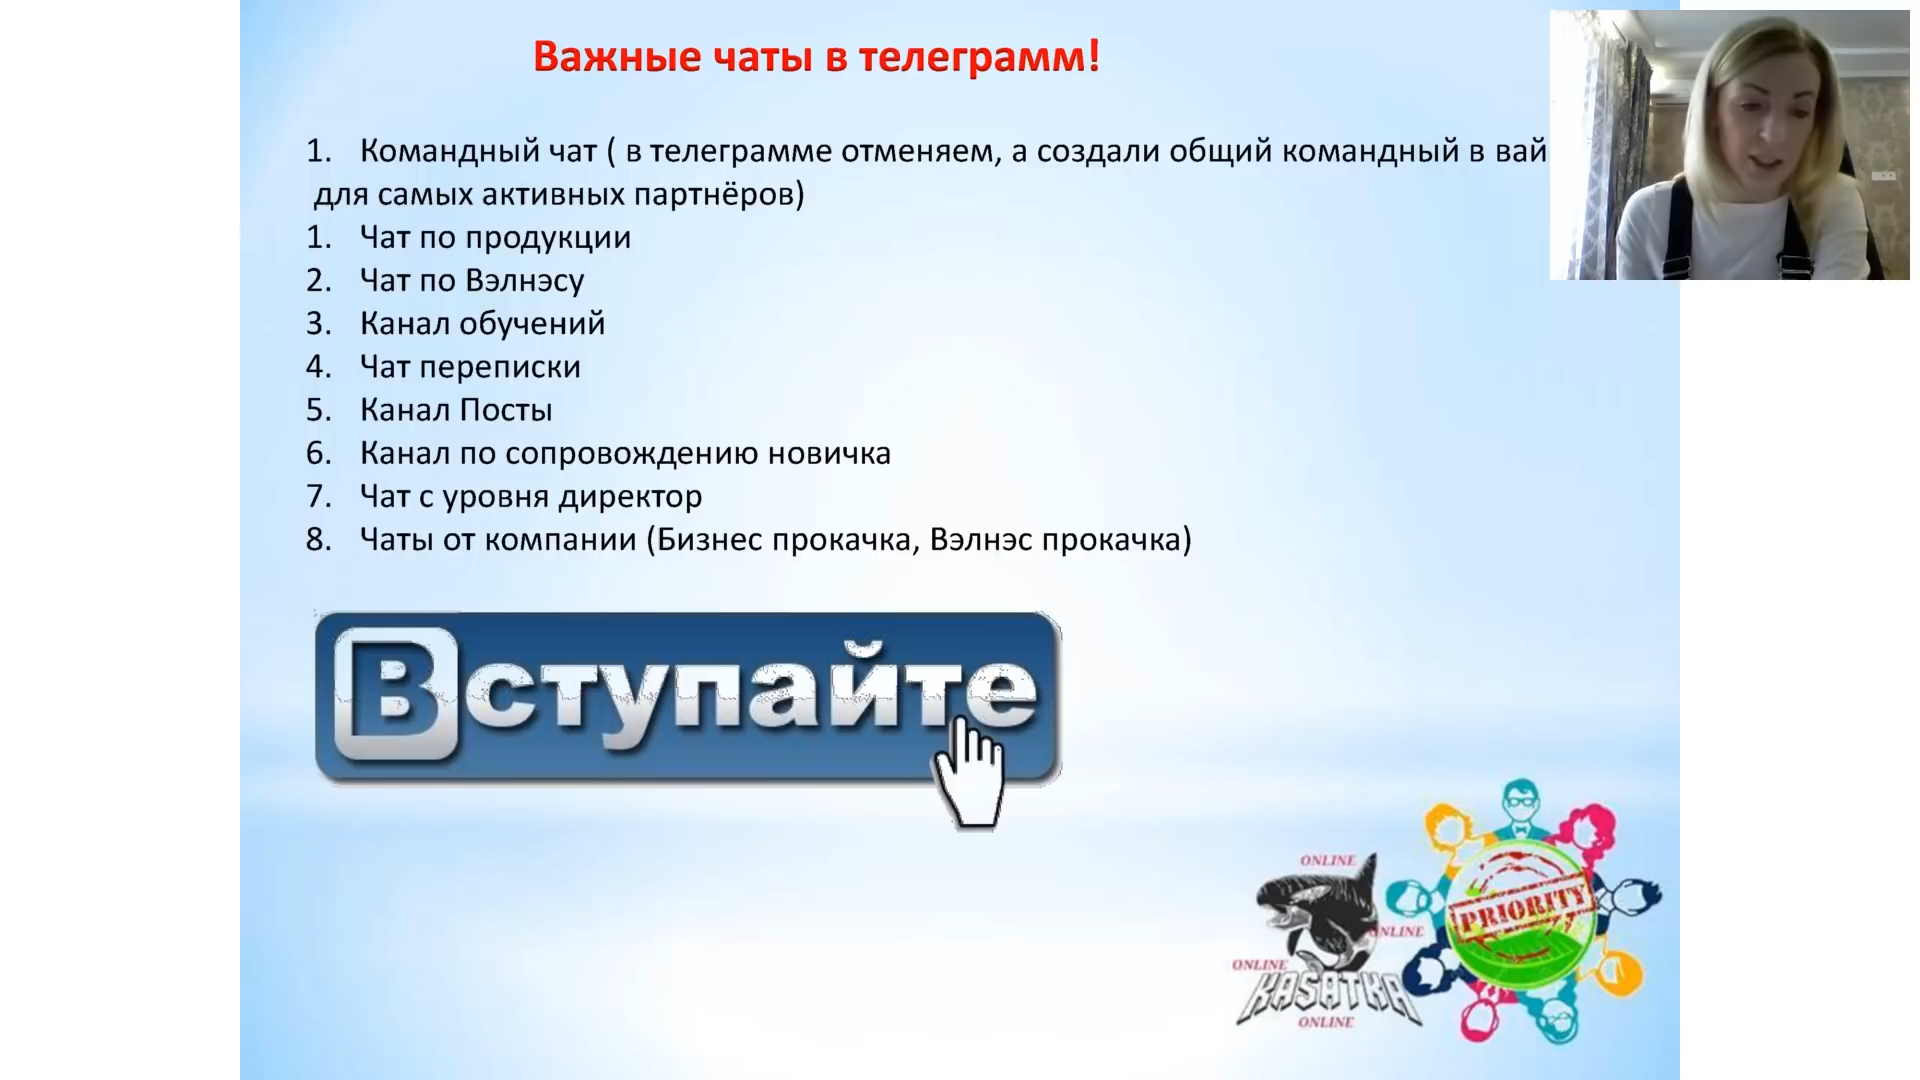 Важные чаты в телеграмм!
1. Командный чат ( в телеграмме отменяем, а создали общий командный в вай
для самых активных партнёров)
1. Чат по продукции
2. Чат по Вэлнэсу
3. Канал обучений
4. Чат переписки
5. Канал Посты
6. Канал по сопровождению новичка
7. Чат с уровня директор
8. Чаты от компании (Бизнес прокачка, Вэлнэс прокачка)
Вступайте
ONLINE
PRIORITY
ONLINE
ONLINE
KASATKA
ONLINE